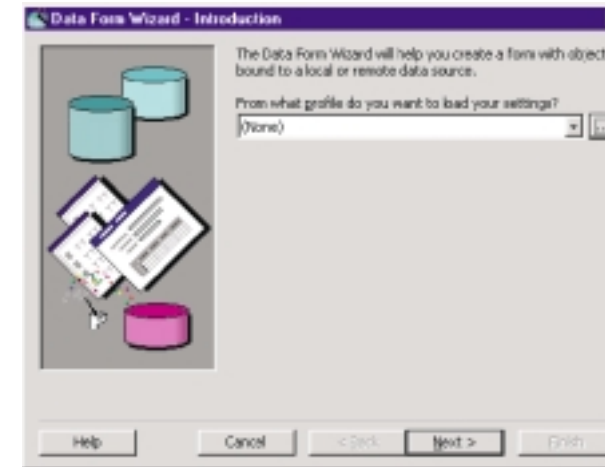 Data Form Wizard - Introduction
The Data Form Wizard will help you create a form with object
bound to a local or remote data source.
From what profile do you want to load your settings?
(None)
Help
Cancel
< Back
Next >
Finish